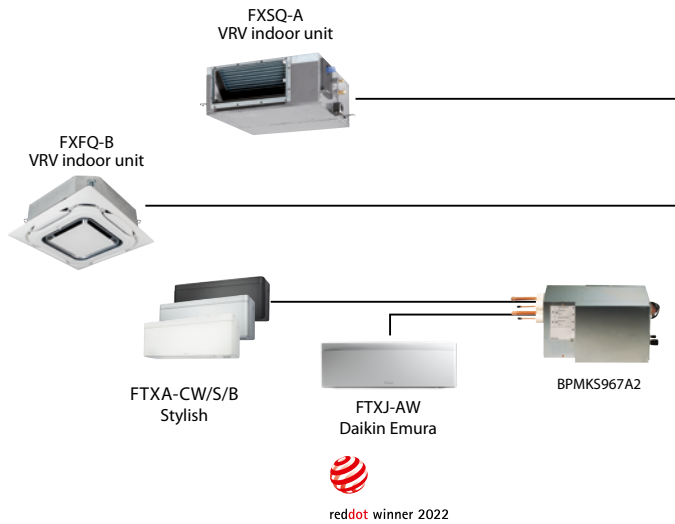 FXSQ-A
VRV indoor unit
FXFQ-B
VRV indoor unit
FTXA-CW/S/B
Stylish
FTXJ-AW
Daikin Emura
BPMKS967A2
reddot winner 2022